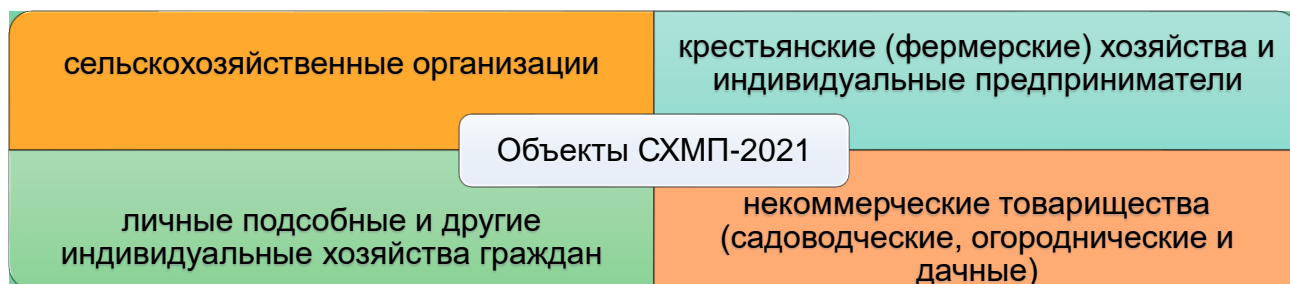 сельскохозяйственные организации
крестьянские (фермерские) хозяйства и
индивидуальные предприниматели
Объекты СХМП-2021
личные подсобные и другие
индивидуальные хозяйства граждан
некоммерческие товарищества
(садоводческие, огороднические и
дачные)